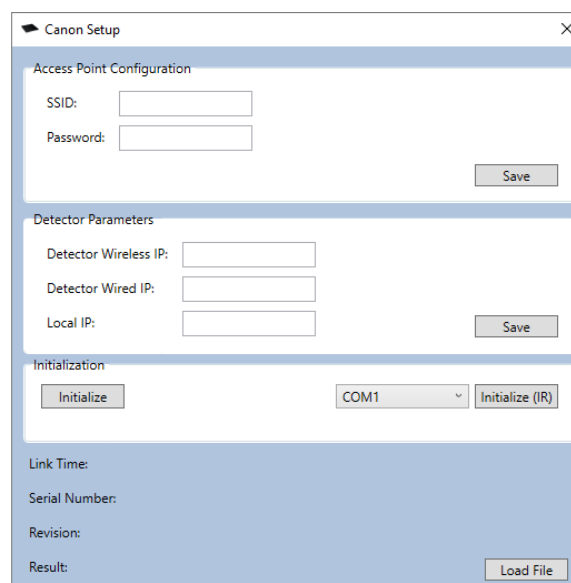 Canon Setup
Access Point Configuration
SSID:
Password:
Save
Detector Parameters
Detector Wireless IP:
Detector Wired IP:
Local IP:
Save
Initialization
Initialize
COM1
Initialize (IR)
Link Time:
Serial Number:
Revision:
Result:
Load File